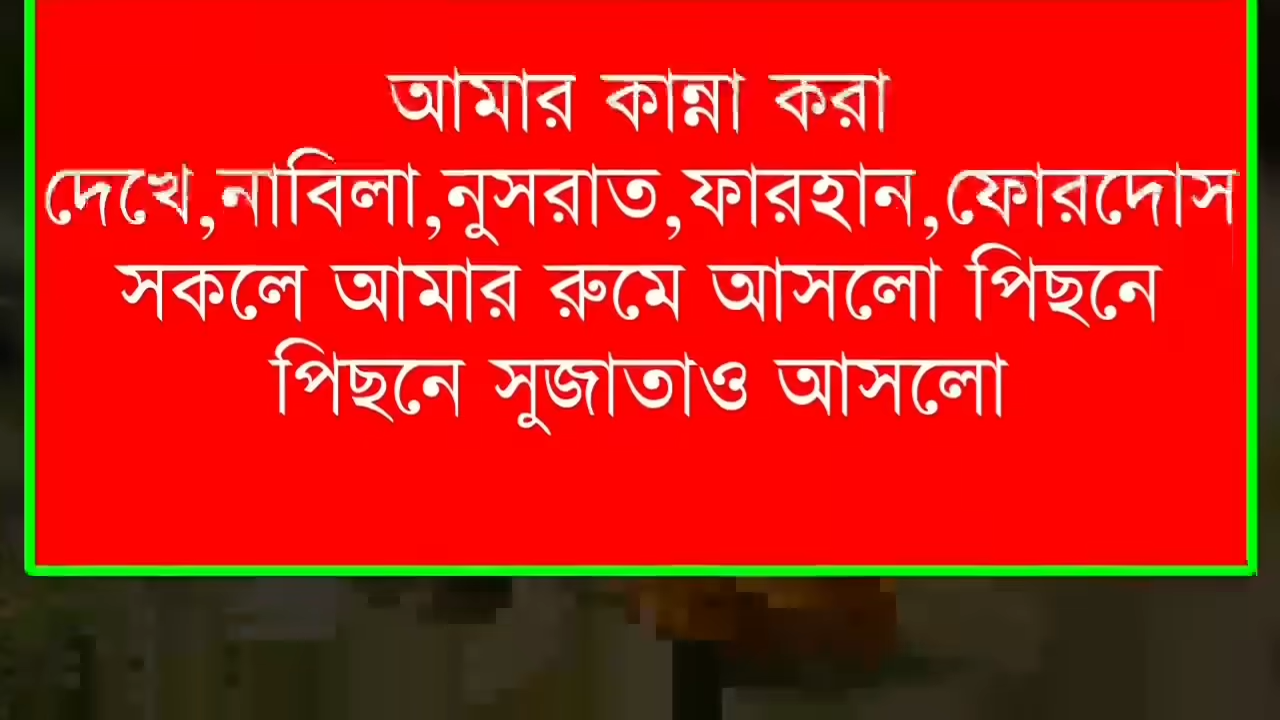 আমার কান্না করা
দেখে,নাবিলা,নুসরাত,ফারহান,ফোরদোস
সকলে আমার রুমে আসলো পিছনে
পিছনে সুজাতাও আসলো